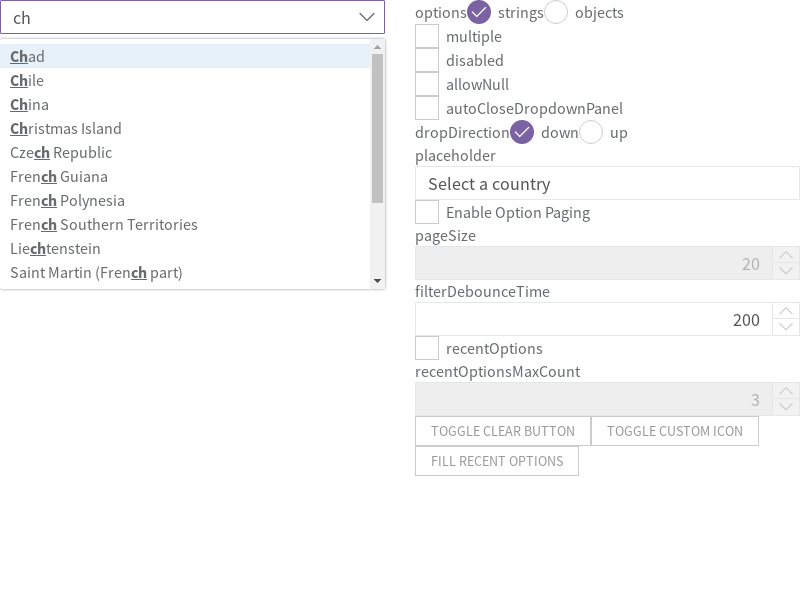 ch
Chad
Chile
China
Christmas Island
Czech Republic
French Guiana
French Polynesia
French Southern Territories
Liechtenstein
Saint Martin (French part)
options strings objects
multiple
disabled
allowNull
autoCloseDropdownPanel
dropDirection down up
placeholder
Select a country
Enable Option Paging
pageSize
20
filterDebounceTime
200
recentOptions
recentOptionsMaxCount
3
TOGGLE CLEAR BUTTON TOGGLE CUSTOM ICON
FILL RECENT OPTIONS